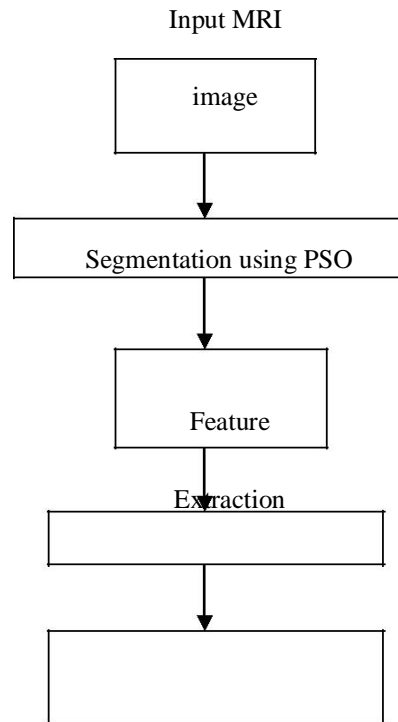 Input MRI
image
Segmentation using PSO
Feature
Extraction